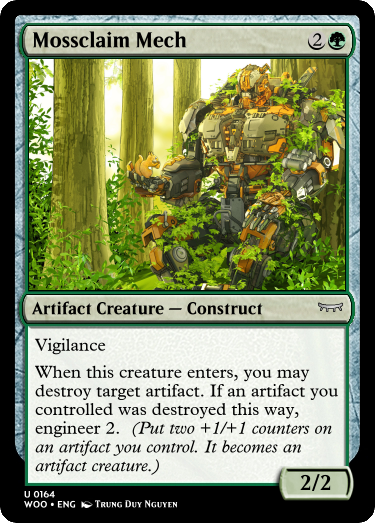 Mossclaim Mech 2
Artifact Creature — Construct
Vigilance
When this creature enters, you may
destroy target artifact. If an artifact you
controlled was destroyed this way,
engineer 2. (Put two +1/+1 counters on
an artifact you control. It becomes an
artifact creature.)
2/2
U 0164
WOO • ENG Trung Duy Nguyen